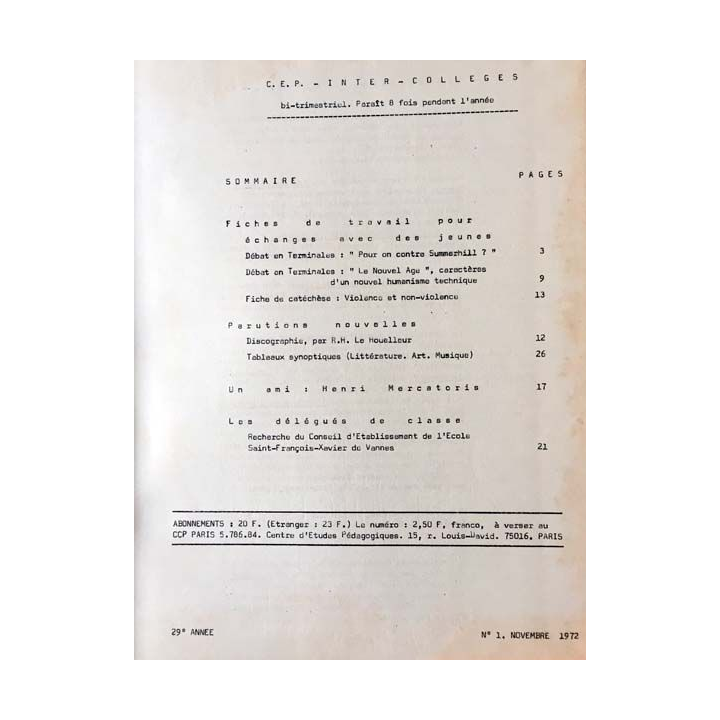 C.E.P. - INTER - COLLEGES
bi-trimestriel. Paraît 8 fois pendant l'année
SOMMAIRE PAGES
Fiches de travail pour
échanges avec des jeunes
Débat en Terminales : " Pour on contre Summerhill ? " 3
Débat en Terminales : " Le Nouvel Age ", caractères
d'un nouvel humanisme technique 9
Fiche de catéchèse : Violence et non-violence 13
Parutions nouvelles
Discographie, par R.H. Le Houelleur 12
Tableaux synoptiques (Littérature. Art. Musique) 26
Un ami : Henri Mercatoris 17
Les délégués de classe
Recherche du Conseil d'Etablissement de l'Ecole
Saint-François-Xavier de Vannes 21
ABONNEMENTS : 20 F. (Etranger : 23 F.) Le numéro : 2,50 F, franco, à verser au
CCP PARIS 5.786.84. Centre d'Etudes Pédagogiques. 15, r. Louis-David. 75016. PARIS
29° ANNEE N° 1. NOVEMBRE 1972